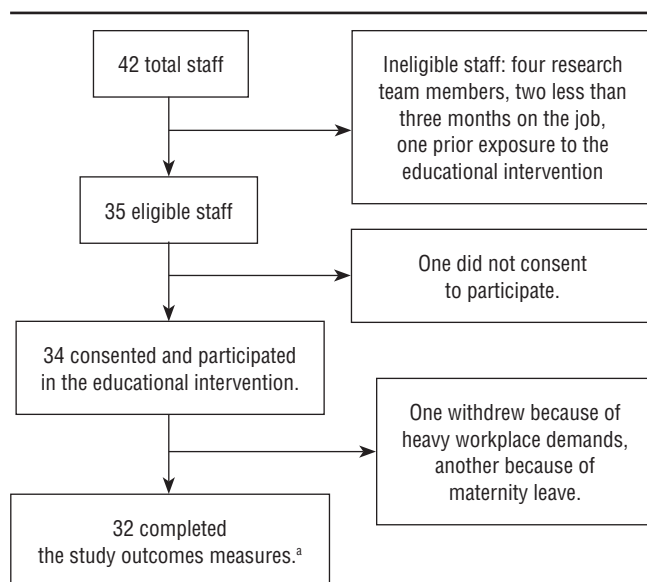 42 total staff
Ineligible staff: four research
team members, two less than
three months on the job,
one prior exposure to the
educational intervention
35 eligible staff
One did not consent
to participate.
34 consented and participated
in the educational intervention.
One withdrew because of
heavy workplace demands,
another because of
maternity leave.
32 completed
the study outcomes measures.ª